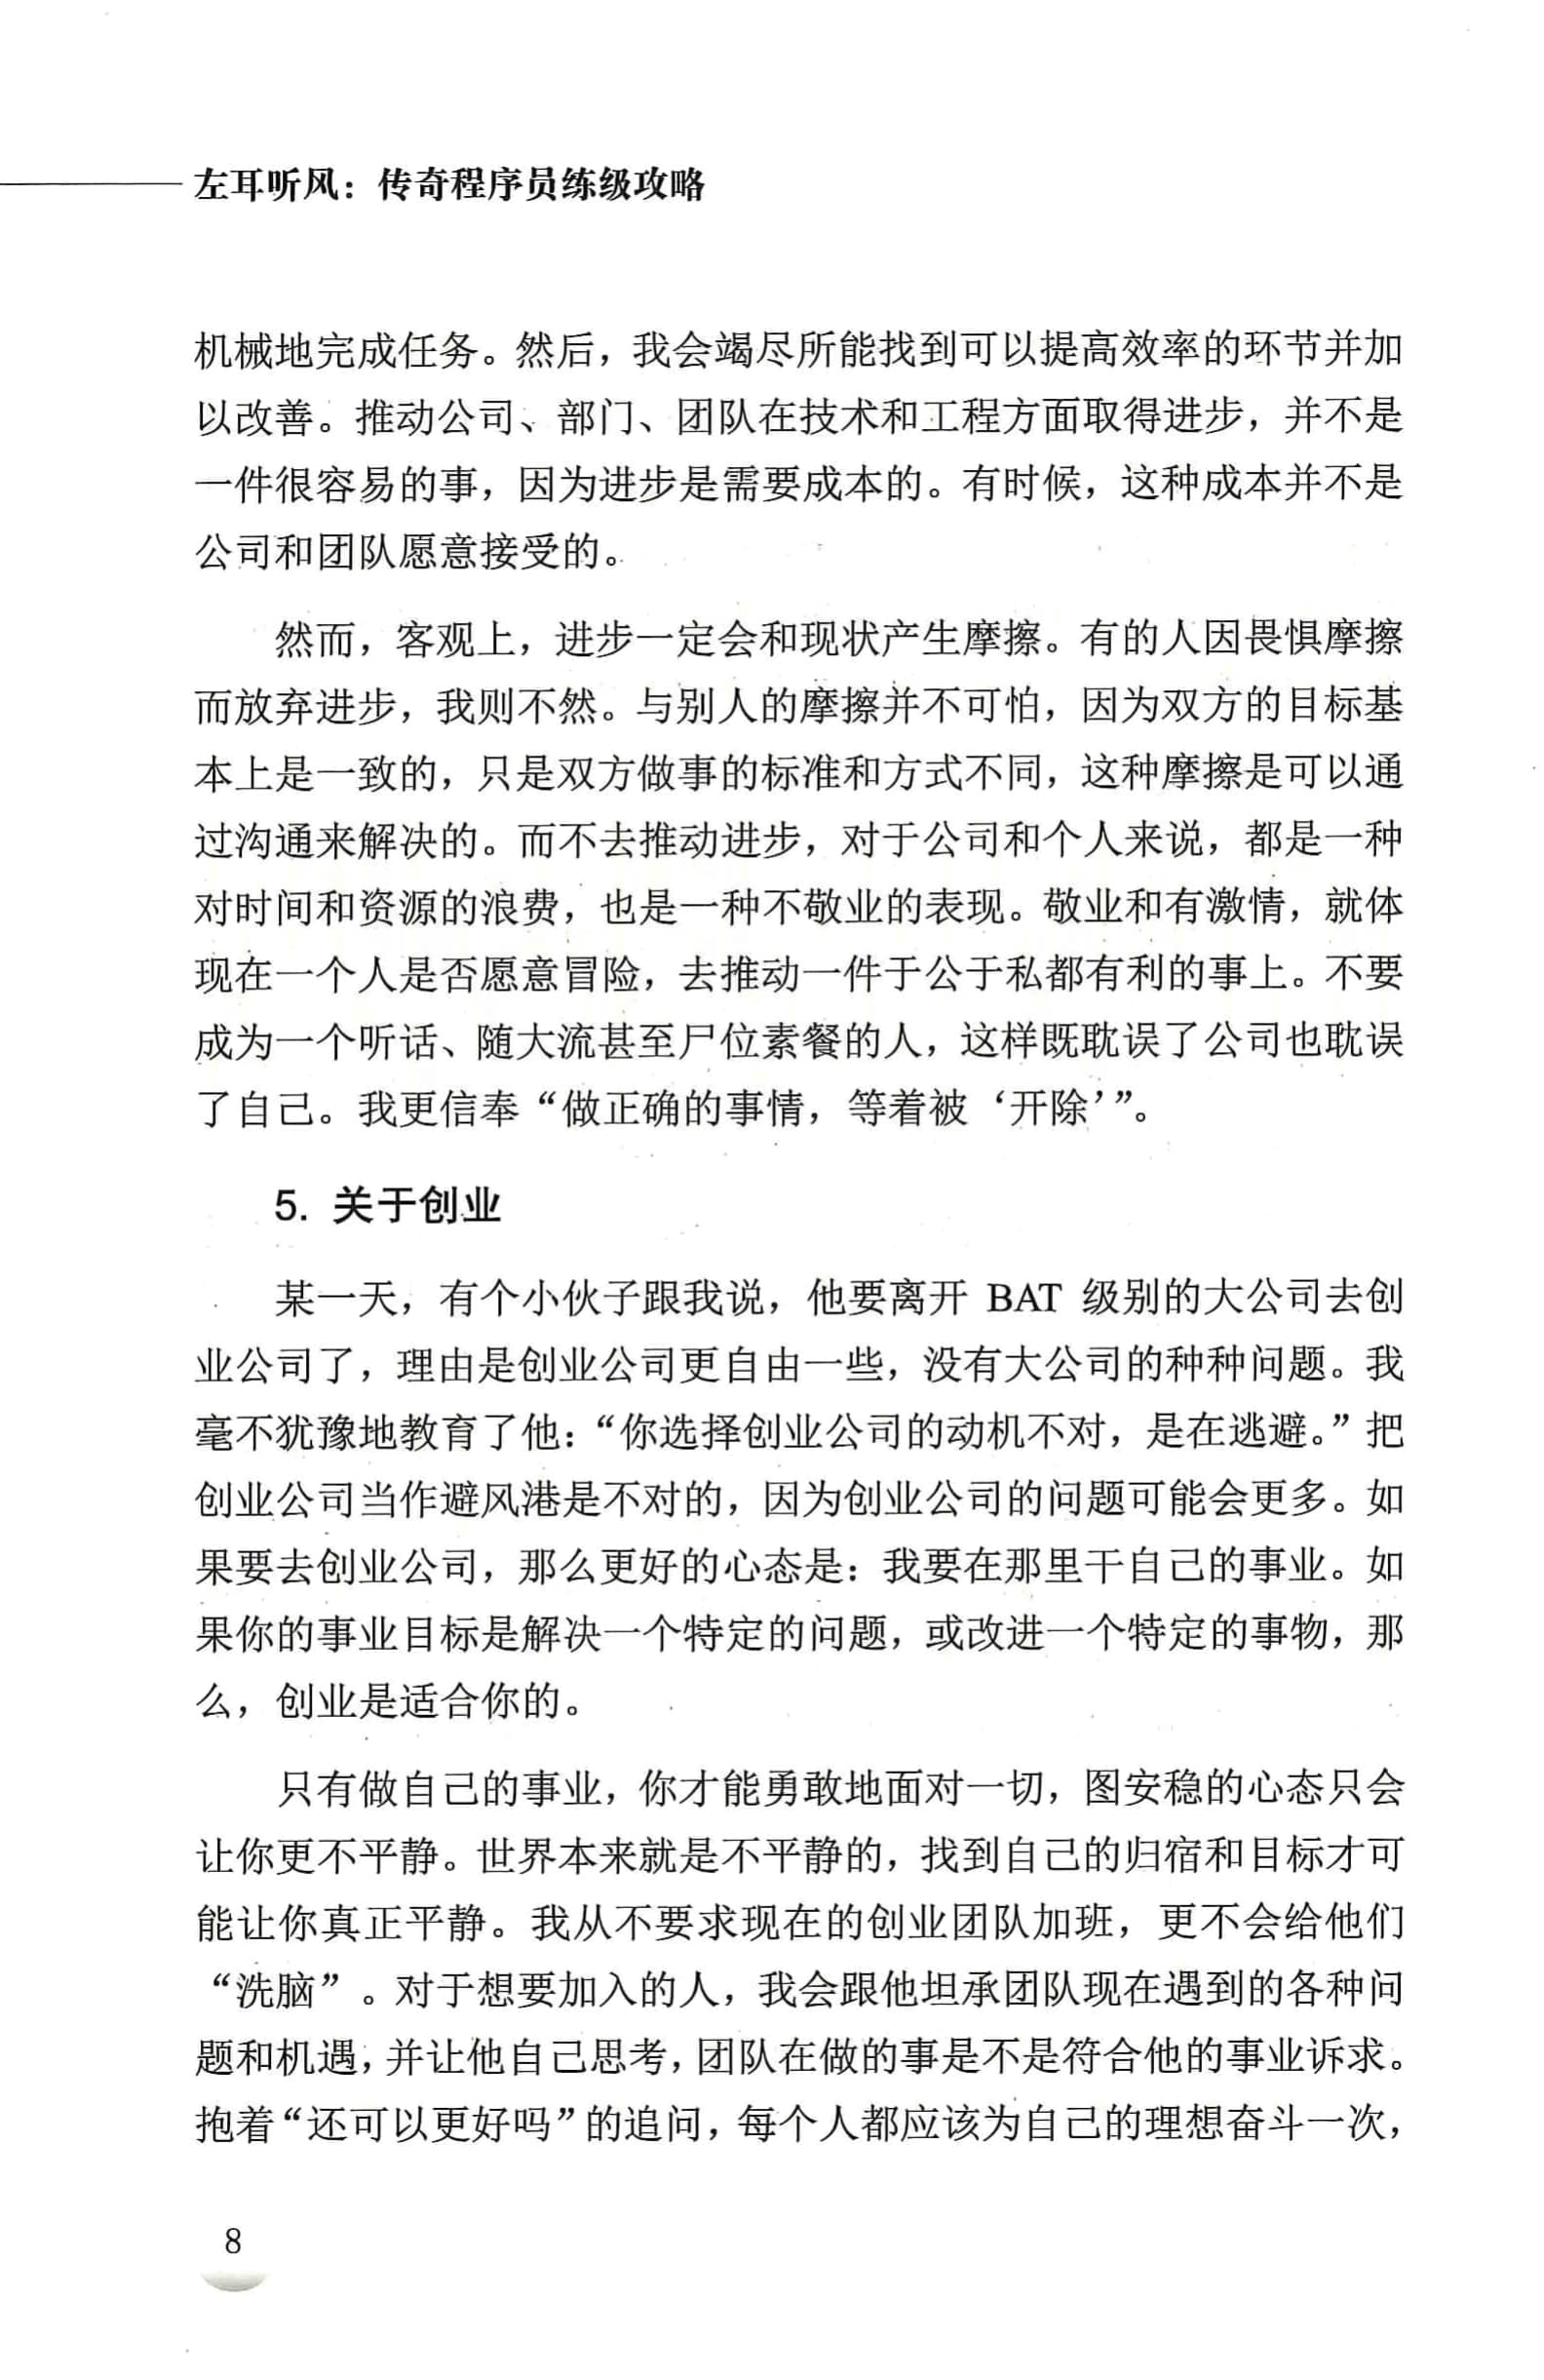 左耳听风：传奇程序员练级攻略
机械地完成任务。然后，我会竭尽所能找到可以提高效率的环节并加
以改善。推动公司、部门、团队在技术和工程方面取得进步，并不是
一件很容易的事，因为进步是需要成本的。有时候，这种成本并不是
公司和团队愿意接受的。
然而，客观上，进步一定会和现状产生摩擦。有的人因畏惧摩擦
而放弃进步，我则不然。与别人的摩擦并不可怕，因为双方的目标基
本上是一致的，只是双方做事的标准和方式不同，这种摩擦是可以通
过沟通来解决的。而不去推动进步，对于公司和个人来说，都是一种
对时间和资源的浪费，也是一种不敬业的表现。敬业和有激情，就体
现在一个人是否愿意冒险，去推动一件于公于私都有利的事上。不要
成为一个听话、随大流甚至尸位素餐的人，这样既耽误了公司也耽误
了自己。我更信奉“做正确的事情，等着被‘开除’”。
5. 关于创业
某一天，有个小伙子跟我说，他要离开 BAT 级别的大公司去创
业公司了，理由是创业公司更自由一些，没有大公司的种种问题。我
毫不犹豫地教育了他：“你选择创业公司的动机不对，是在逃避。”把
创业公司当作避风港是不对的，因为创业公司的问题可能会更多。如
果要去创业公司，那么更好的心态是：我要在那里干自己的事业。如
果你的事业目标是解决一个特定的问题，或改进一个特定的事物，那
么，创业是适合你的。
只有做自己的事业，你才能勇敢地面对一切，图安稳的心态只会
让你更不平静。世界本来就是不平静的，找到自己的归宿和目标才可
能让你真正平静。我从不要求现在的创业团队加班，更不会给他们
“洗脑”。对于想要加入的人，我会跟他坦承团队现在遇到的各种问
题和机遇，并让他自己思考，团队在做的事是不是符合他的事业诉求。
抱着“还可以更好吗”的追问，每个人都应该为自己的理想奋斗一次，
8